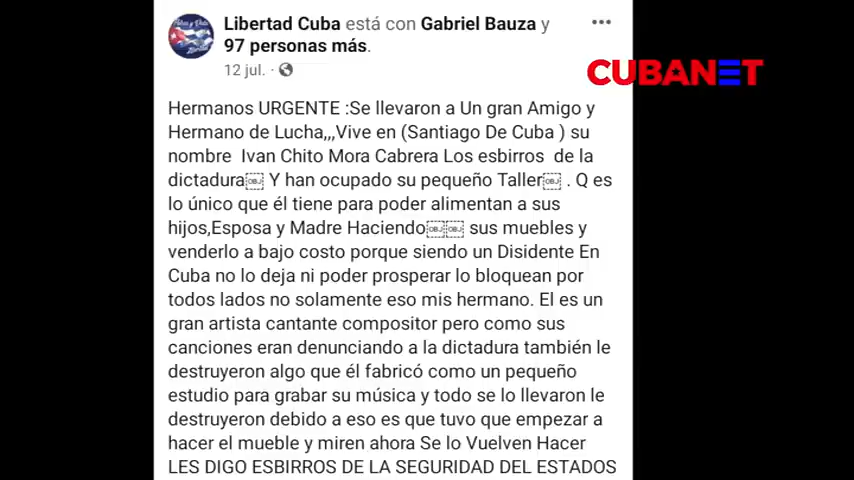 Libertad Cuba está con Gabriel Bauza y
97 personas más.
12 jul. ·
CUBANET
Hermanos URGENTE :Se llevaron a Un gran Amigo y
Hermano de Lucha,,,Vive en (Santiago De Cuba ) su
nombre Ivan Chito Mora Cabrera Los esbirros de la
dictadura￼ Y han ocupado su pequeño Taller￼ . Q es
lo único que él tiene para poder alimentan a sus
hijos,Esposa y Madre Haciendo￼￼ sus muebles y
venderlo a bajo costo porque siendo un Disidente En
Cuba no lo deja ni poder prosperar lo bloquean por
todos lados no solamente eso mis hermano. El es un
gran artista cantante compositor pero como sus
canciones eran denunciando a la dictadura también le
destruyeron algo que él fabricó como un pequeño
estudio para grabar su música y todo se lo llevaron le
destruyeron debido a eso es que tuvo que empezar a
hacer el mueble y miren ahora Se lo Vuelven Hacer
LES DIGO ESBIRROS DE LA SEGURIDAD DEL ESTADOS